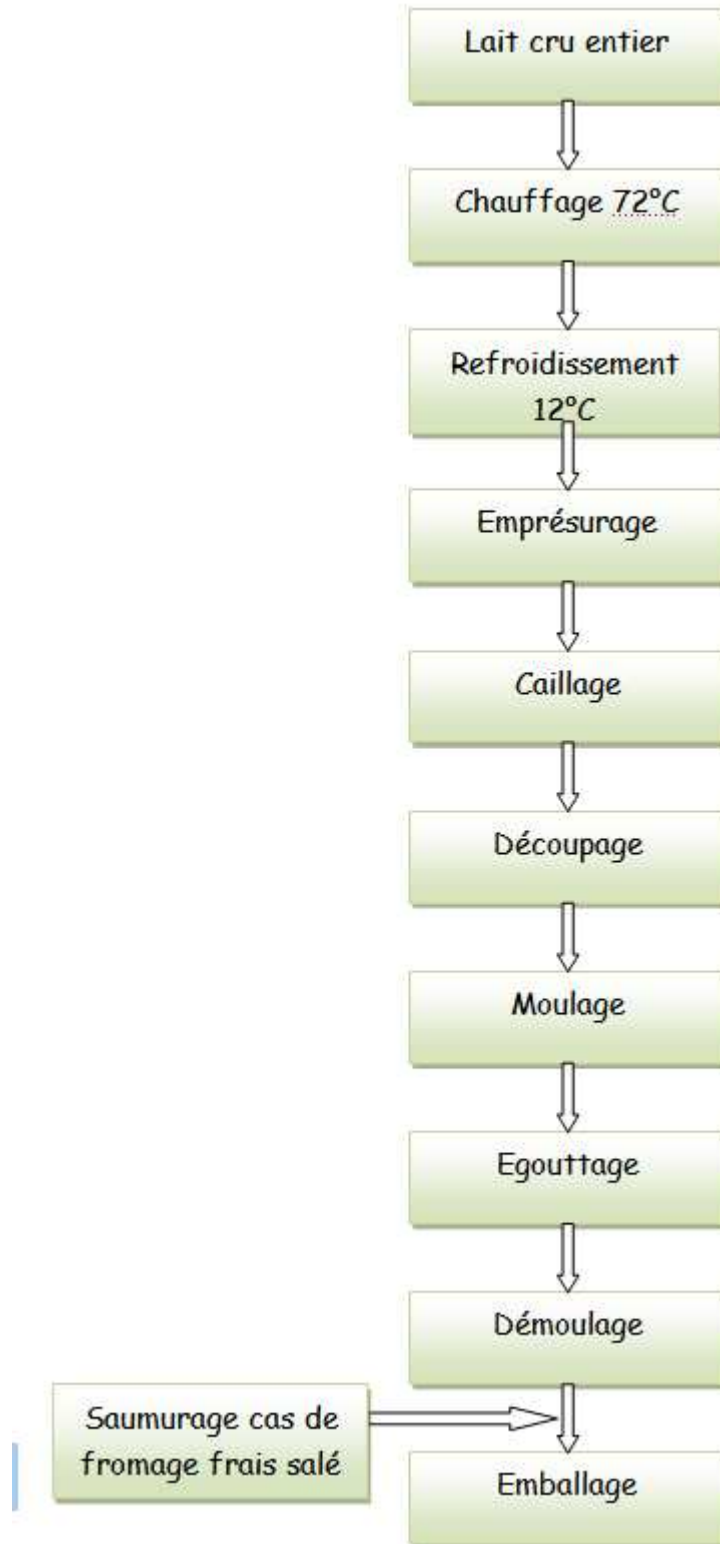 Lait cru entier
Chauffage 72°C
Refroidissement
12°C
Emprésurage
Caillage
Découpage
Moulage
Egouttage
Démoulage
Saumurage cas de
fromage frais salé
Emballage